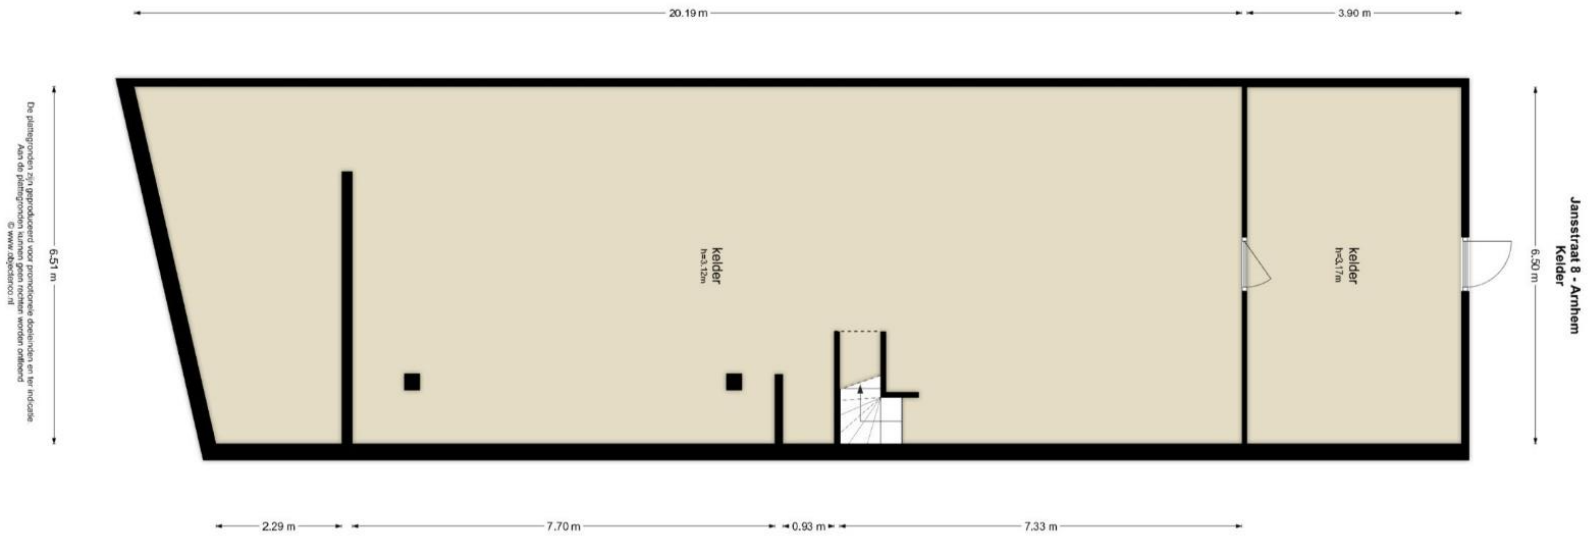 20.19 m
3.90 m
De plattegronden zijn geproduceerd voor promotionele doeleinden en ter indicatie
Aan de plattegronden kunnen geen rechten worden ontleend
© www.objectenco.nl
6.51 m
kelder
h=3.12m
kelder
h=3.17m
6.50 m
Jansstraat 8 - Arnhem
Kelder
2.29 m
7.70 m
0.93 m
7.33 m